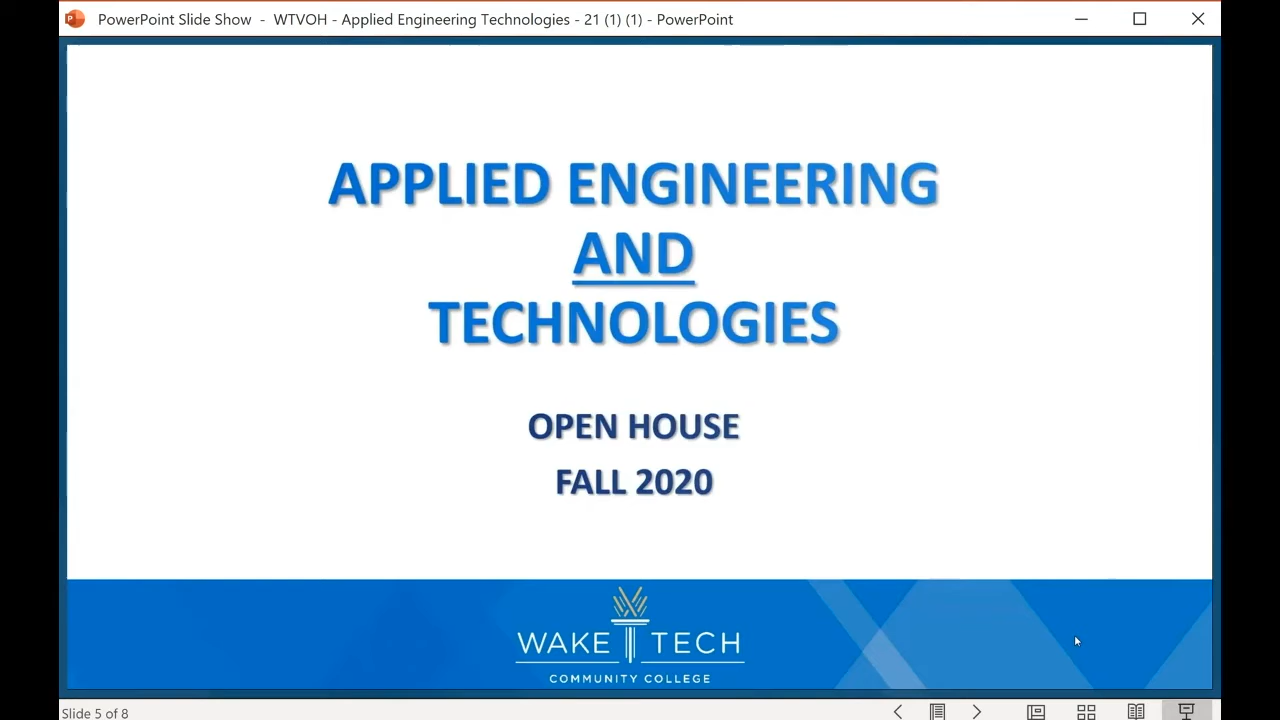 PowerPoint Slide Show - WTVOH - Applied Engineering Technologies - 21 (1) (1) - PowerPoint
APPLIED ENGINEERING
AND
TECHNOLOGIES
OPEN HOUSE
FALL 2020
WAKE TECH
COMMUNITY COLLEGE
Slide 5 of 8